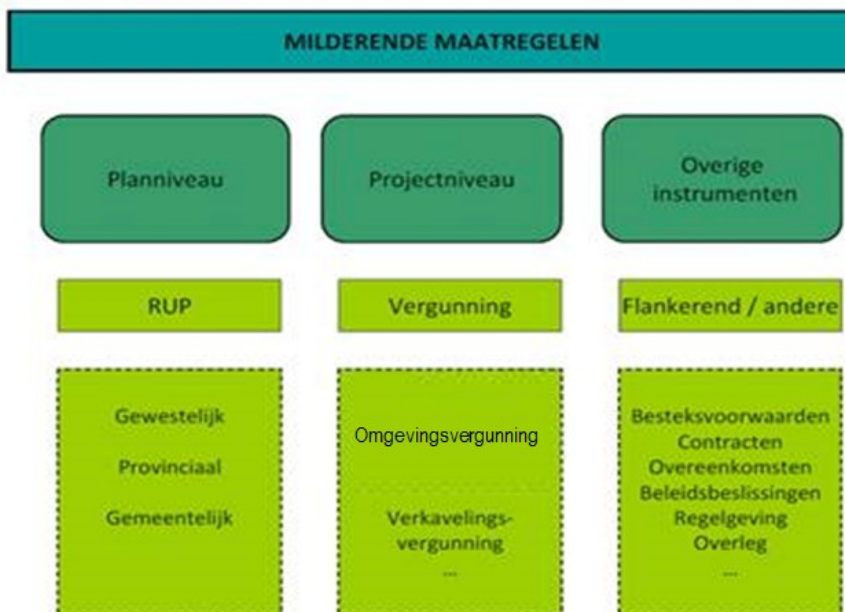 MILDERENDE MAATREGELEN
Planniveau
Projectniveau
Overige
instrumenten
RUP
Vergunning
Flankerend / andere
Gewestelijk
Provinciaal
Gemeentelijk
Omgevingsvergunning
Verkavelings-
vergunning
...
Besteksvoorwaarden
Contracten
Overeenkomsten
Beleidsbeslissingen
Regelgeving
Overleg
...